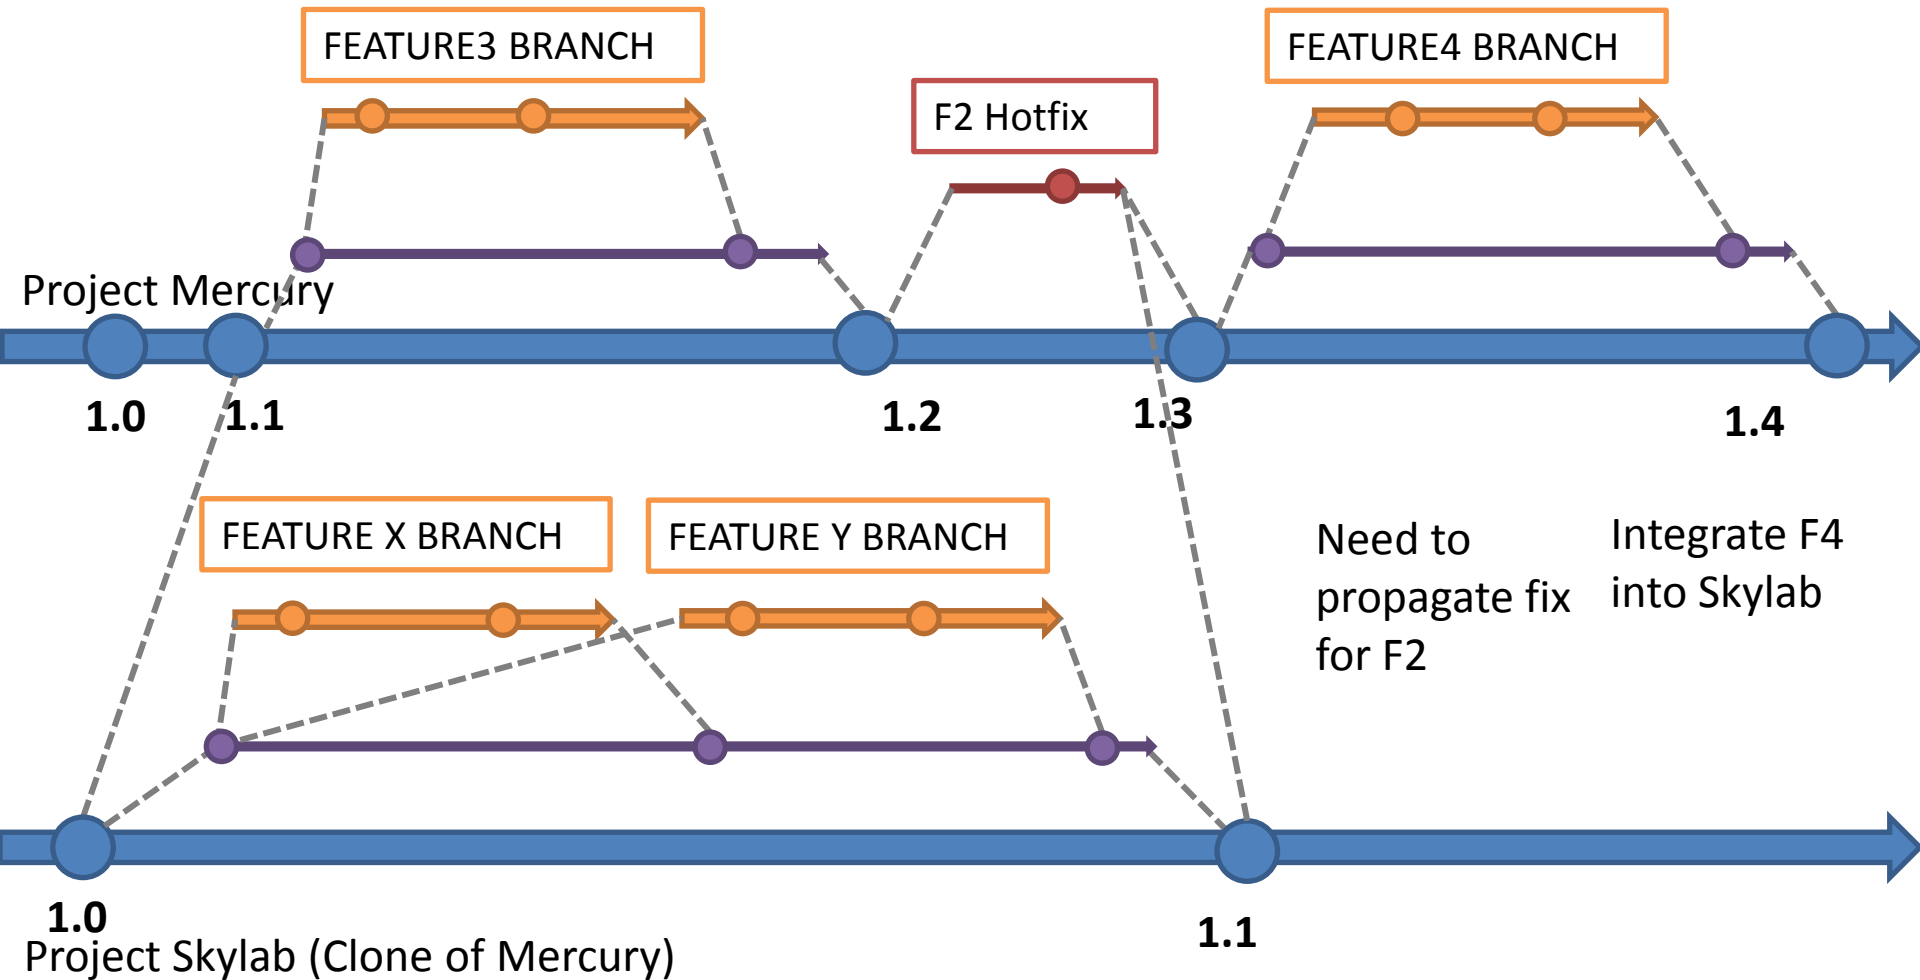 FEATURE3 BRANCH
FEATURE4 BRANCH
F2 Hotfix
Project Mercury
1.0
1.1
1.2
1.3
1.4
FEATURE X BRANCH
FEATURE Y BRANCH
Need to
propagate fix
for F2
Integrate F4
into Skylab
1.0
1.1
Project Skylab (Clone of Mercury)